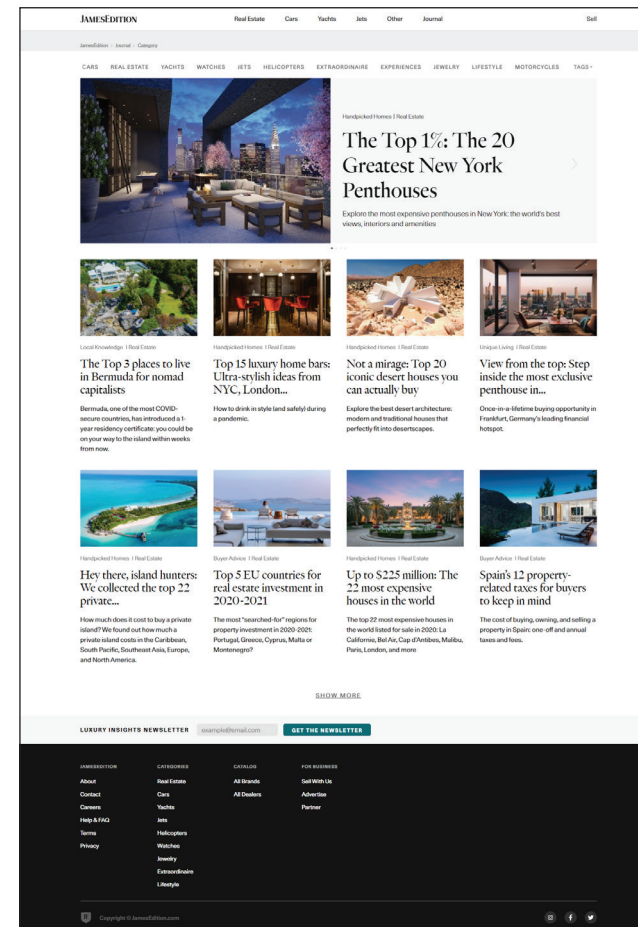 JAMESEDITION
Real Estate Cars Yachts Jets Other Journal Sell
JamesEdition Journal Category
CARS REAL ESTATE YACHTS WATCHES JETS HELICOPTERS EXTRAORDINAIRE EXPERIENCES JEWELRY LIFESTYLE MOTORCYCLES TAGS
Handpicked Homes | Real Estate
The Top 1%: The 20
Greatest New York
Penthouses
Explore the most expensive penthouses in New York: the world's best
views, interiors and amenities
Local Knowledge | Real Estate
The Top 3 places to live
in Bermuda for nomad
capitalists
Bermuda, one of the most COVID-
secure countries, has introduced a 1-
year residency certificate: you could be
on your way to the island within weeks
from now.
Handpicked Homes | Real Estate
Top 15 luxury home bars:
Ultra-stylish ideas from
NYC, London...
How to drink in style (and safely) during
a pandemic.
Handpicked Homes | Real Estate
Not a mirage: Top 20
iconic desert houses you
can actually buy
Explore the best desert architecture:
modern and traditional houses that
perfectly fit into desertscapes.
Unique Living | Real Estate
View from the top: Step
inside the most exclusive
penthouse in...
Once-in-a-lifetime buying opportunity in
Frankfurt, Germany's leading financial
hotspot.
Handpicked Homes | Real Estate
Hey there, island hunters:
We collected the top 22
private...
How much does it cost to buy a private
island? We found out how much a
private island costs in the Caribbean,
South Pacific, Southeast Asia, Europe,
and North America.
Buyer Advice | Real Estate
Top 5 EU countries for
real estate investment in
2020-2021
The most "searched-for" regions for
property investment in 2020-2021:
Portugal, Greece, Cyprus, Malta or
Montenegro?
Handpicked Homes | Real Estate
Up to $225 million: The
22 most expensive
houses in the world
The top 22 most expensive houses in
the world listed for sale in 2020: La
Californie, Bel Air, Cap d'Antibes, Malibu,
Paris, London, and more
Buyer Advice | Real Estate
Spain's 12 property-
related taxes for buyers
to keep in mind
The cost of buying, owning, and selling a
property in Spain: one-off and annual
taxes and fees.
SHOW MORE
LUXURY INSIGHTS NEWSLETTER example@email.com GET THE NEWSLETTER
JAMESEDITION
About
Contact
Careers
Help & FAQ
Terms
Privacy
CATEGORIES
Real Estate
Cars
Yachts
Jets
Helicopters
Watches
Jewelry
Extraordinaire
Lifestyle
CATALOG
All Brands
All Dealers
FOR BUSINESS
Sell With Us
Advertise
Partner
Copyright © JamesEdition.com